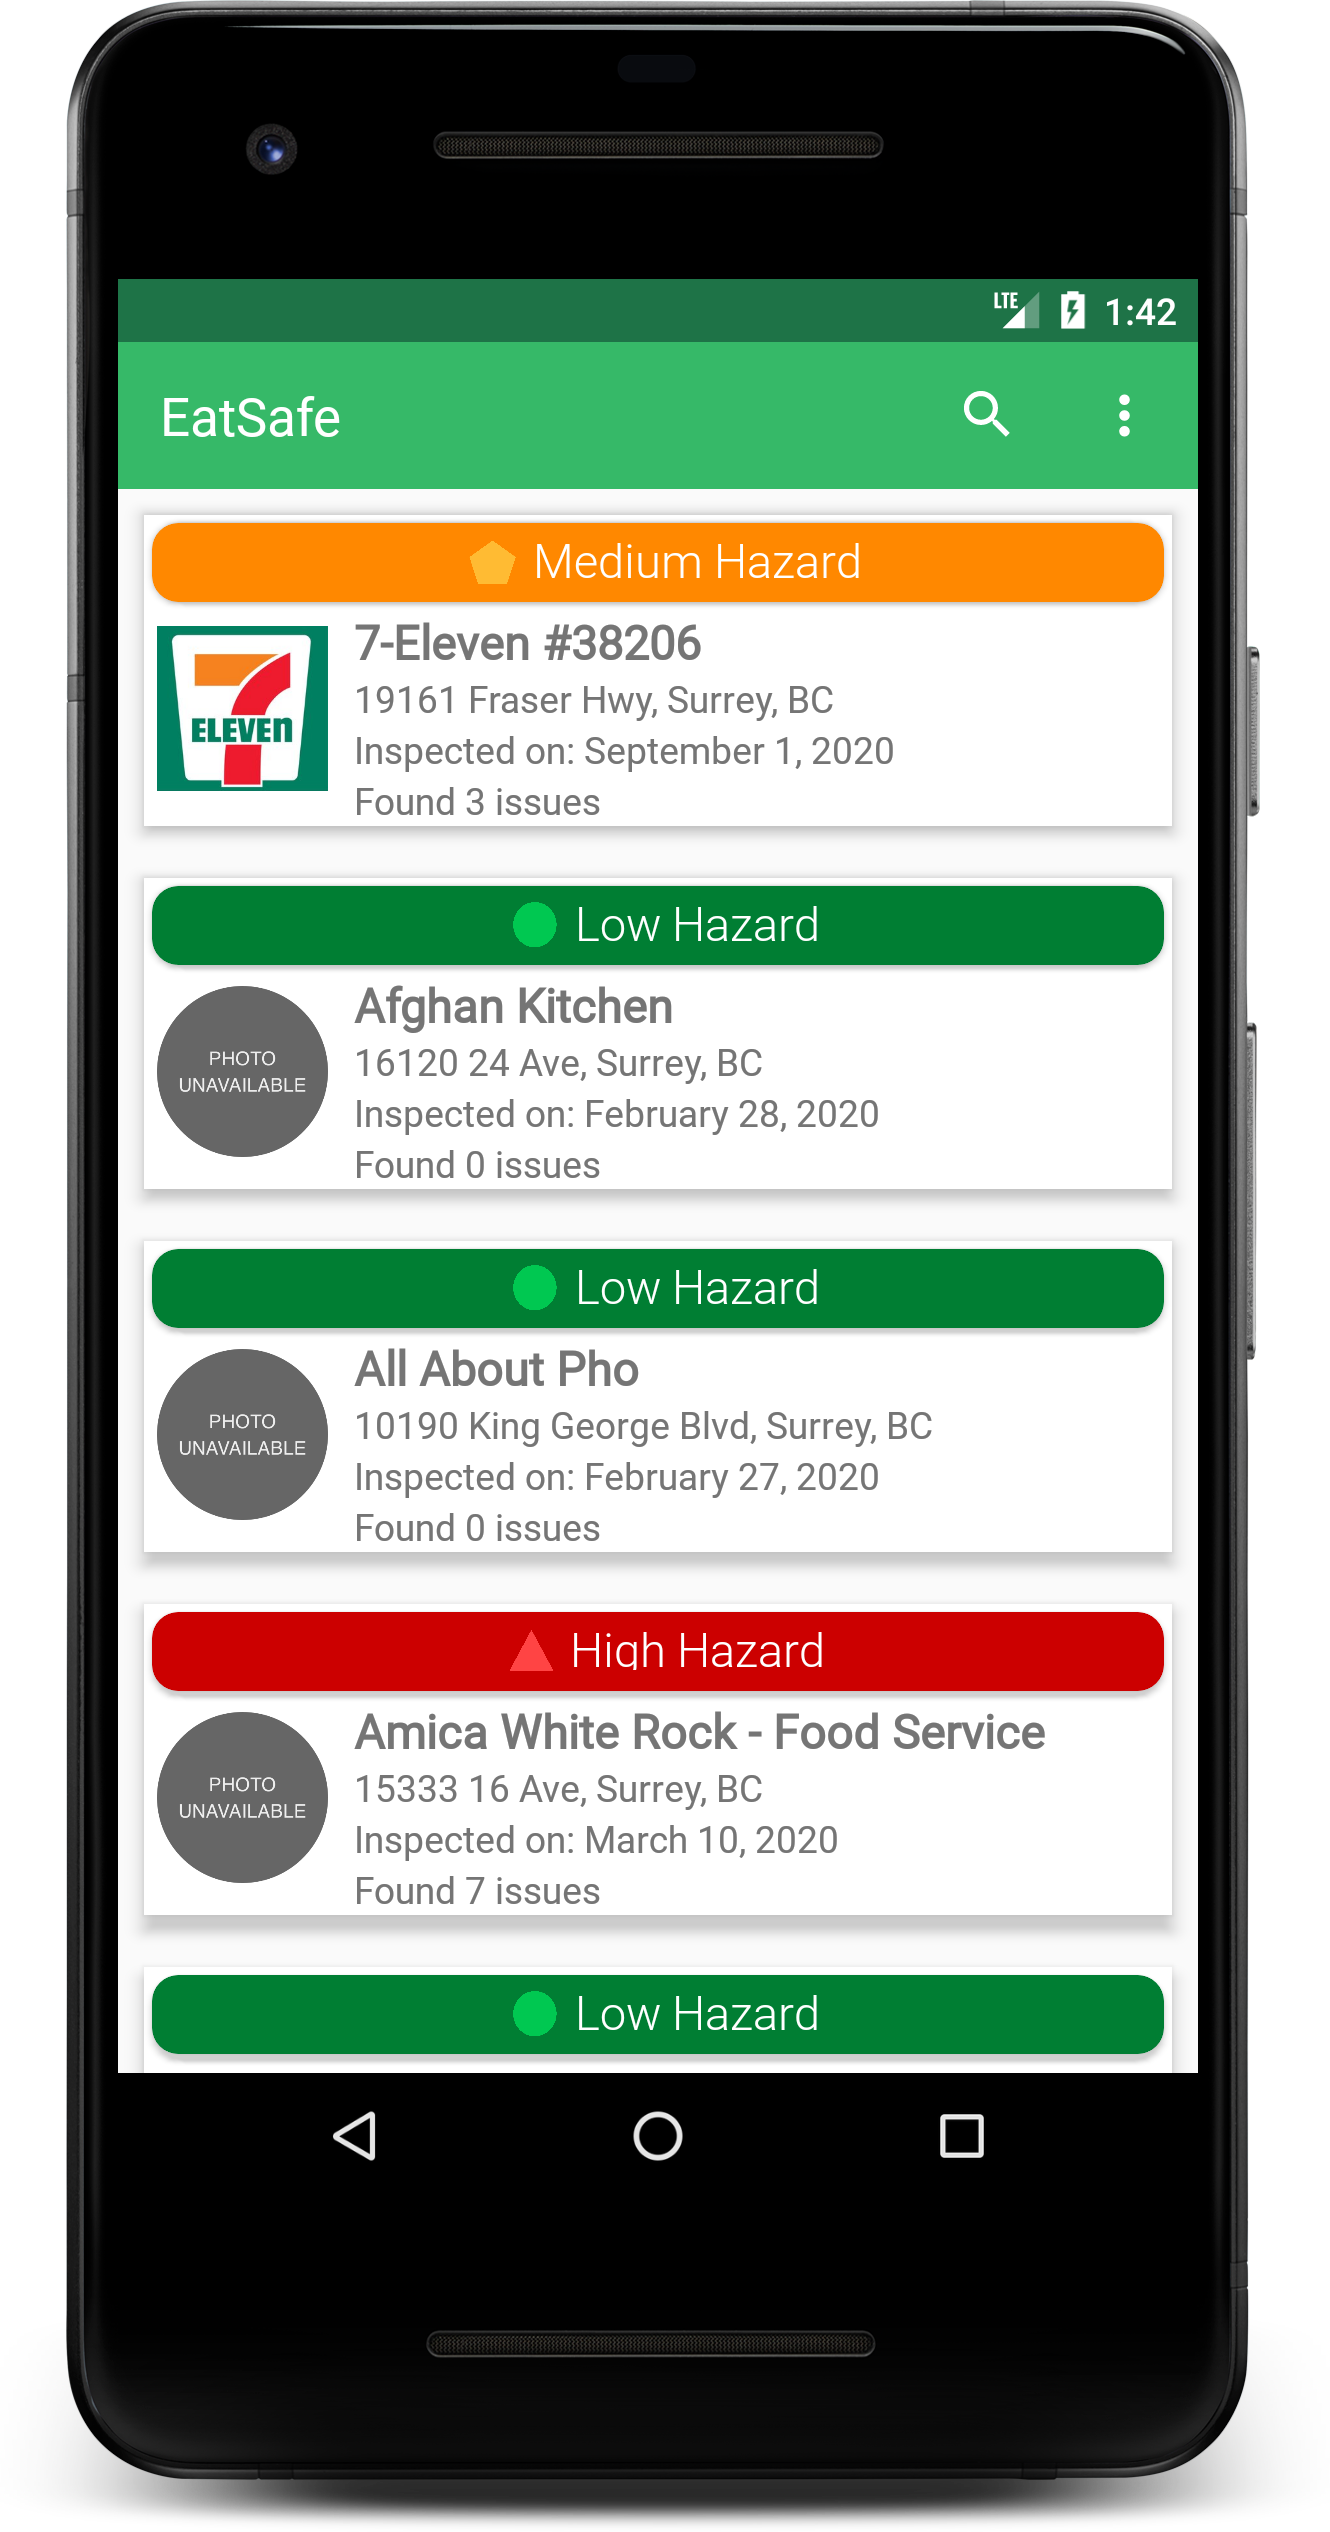 LTE 1:42
EatSafe
Medium Hazard
7-Eleven #38206
19161 Fraser Hwy, Surrey, BC
Inspected on: September 1, 2020
Found 3 issues
7
ELEVEN
Low Hazard
Afghan Kitchen
16120 24 Ave, Surrey, BC
Inspected on: February 28, 2020
Found 0 issues
PHOTO
UNAVAILABLE
Low Hazard
All About Pho
10190 King George Blvd, Surrey, BC
Inspected on: February 27, 2020
Found 0 issues
PHOTO
UNAVAILABLE
High Hazard
Amica White Rock - Food Service
15333 16 Ave, Surrey, BC
Inspected on: March 10, 2020
Found 7 issues
PHOTO
UNAVAILABLE
Low Hazard